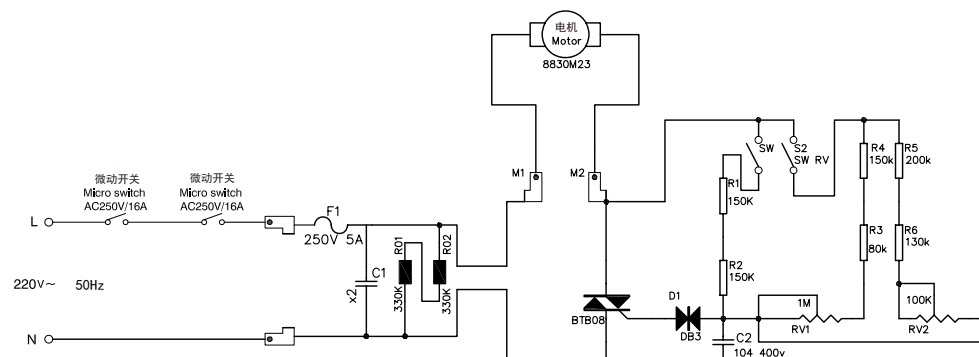 电机
Motor
8830M23
微动开关
Micro switch
AC250V/16A
微动开关
Micro switch
AC250V/16A
L
F1
250V 5A
R01
330K
R02
330K
C1
x2
220V~ 50Hz
N
M1
M2
SW
S2
SW RV
R1
150K
R2
150K
R4
150k
R5
200k
R3
80k
R6
130k
BTB08
D1
DB3
C2
104 400v
1M
RV1
100K
RV2